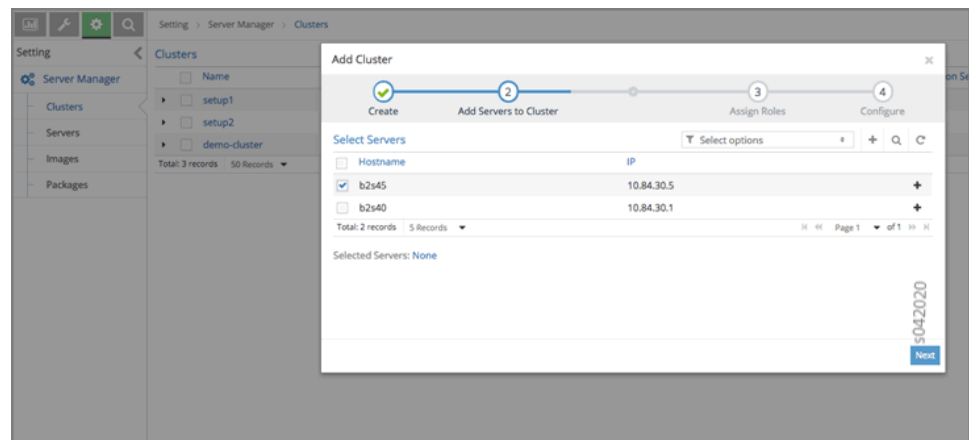 Setting > Server Manager > Clusters
Setting
Server Manager
Clusters
Servers
Images
Packages
Clusters
Name
on Se
setup1
setup2
demo-cluster
Total: 3 records 50 Records
Add Cluster
2 3 4
Create Add Servers to Cluster Assign Roles Configure
Select Servers Select options
Hostname IP
b2s45 10.84.30.5
b2s40 10.84.30.1
Total: 2 records 5 Records Page 1 of 1
Selected Servers: None
s042020
Next